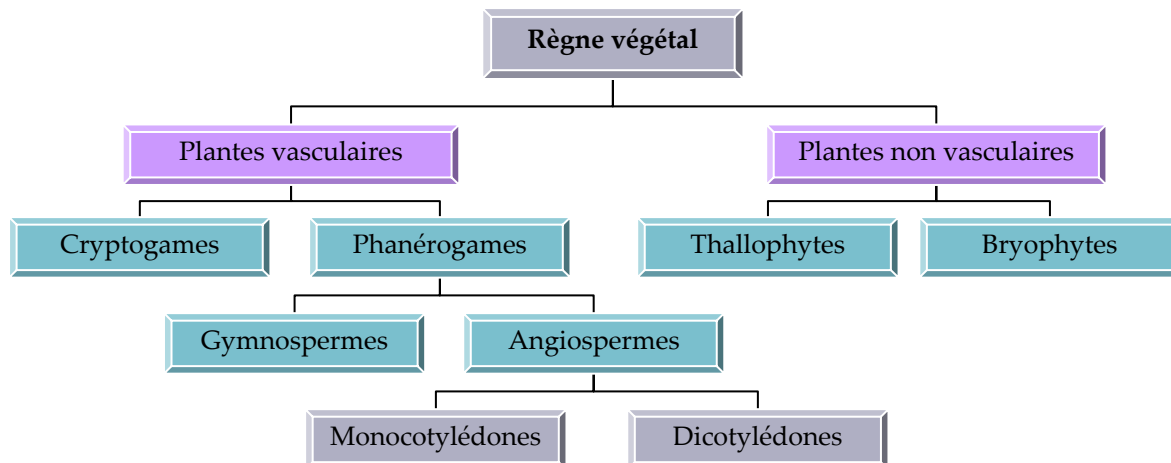 Règne végétal
Plantes vasculaires
Plantes non vasculaires
Cryptogames
Phanérogames
Thallophytes
Bryophytes
Gymnospermes
Angiospermes
Monocotylédones
Dicotylédones